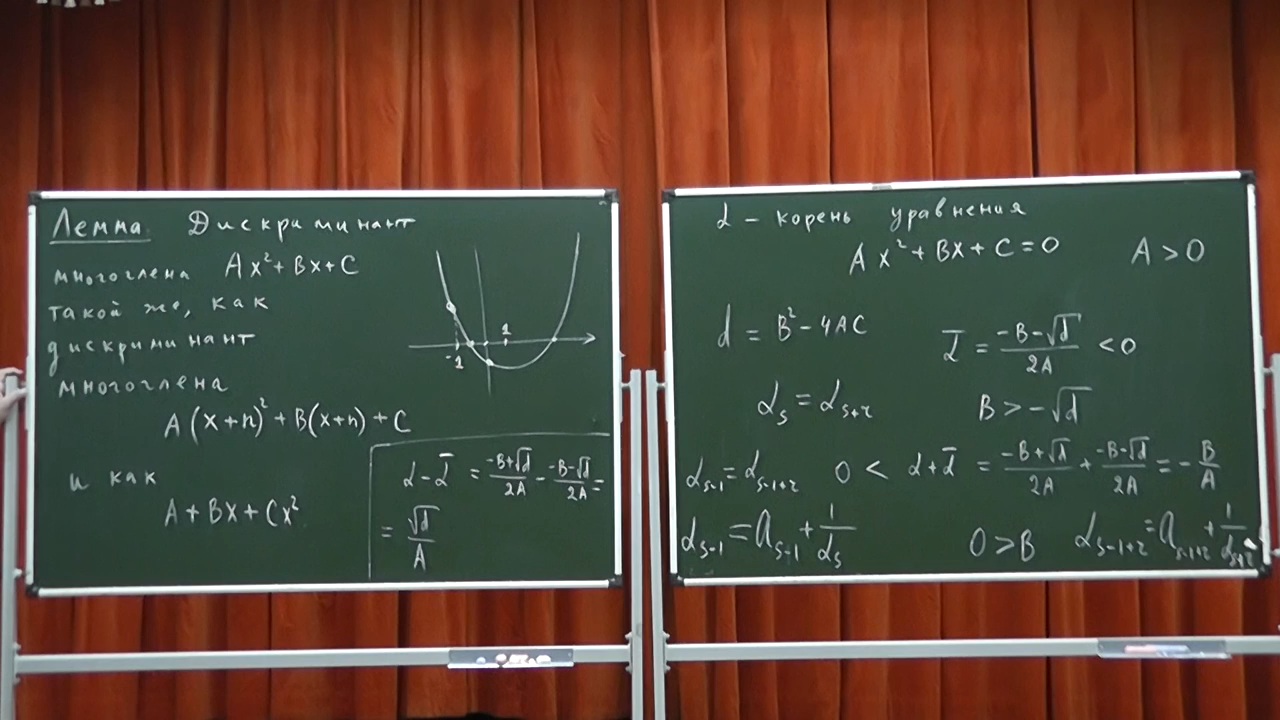 Лемма. Дискриминант
многочлена Ax² + Bx + C
такой же, как
дискриминант
многочлена
A(x+n)² + B(x+n) + C
и как
A + Bx + Cx²
-1
1
α - ᾱ = (-B+√d)/2A - (-B-√d)/2A =
= √d/A
α – корень уравнения
Ax² + Bx + C = 0 A > 0
d = B² - 4AC
ᾱ = (-B-√d)/2A < 0
α_s = α_{s+r}
B > -√d
α_{s-1} = α_{s-1+r}
0 < α + ᾱ = (-B+√d)/2A + (-B-√d)/2A = -B/A
α_{s-1} = a_{s-1} + 1/α_s
0 > B
α_{s-1+r} = a_{s-1+r} + 1/α_{s+r}